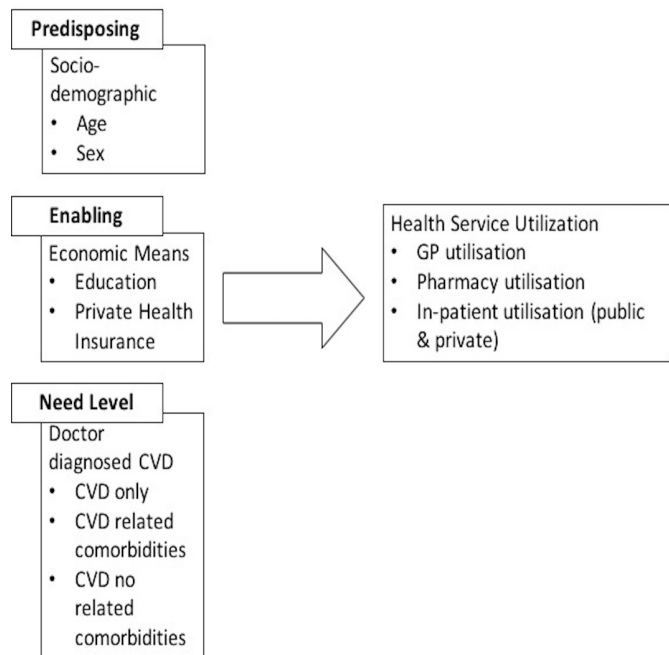 Predisposing
Socio-
demographic
• Age
• Sex
Enabling
Economic Means
• Education
• Private Health
Insurance
Health Service Utilization
• GP utilisation
• Pharmacy utilisation
• In-patient utilisation (public
& private)
Need Level
Doctor
diagnosed CVD
• CVD only
• CVD related
comorbidities
• CVD no
related
comorbidities